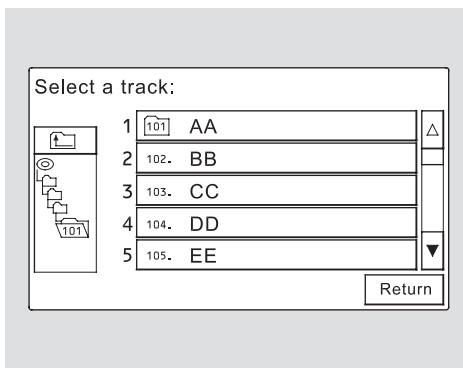 Select a track:
1 101 AA
2 102. BB
3 103. CC
101 4 104. DD
5 105. EE
Return